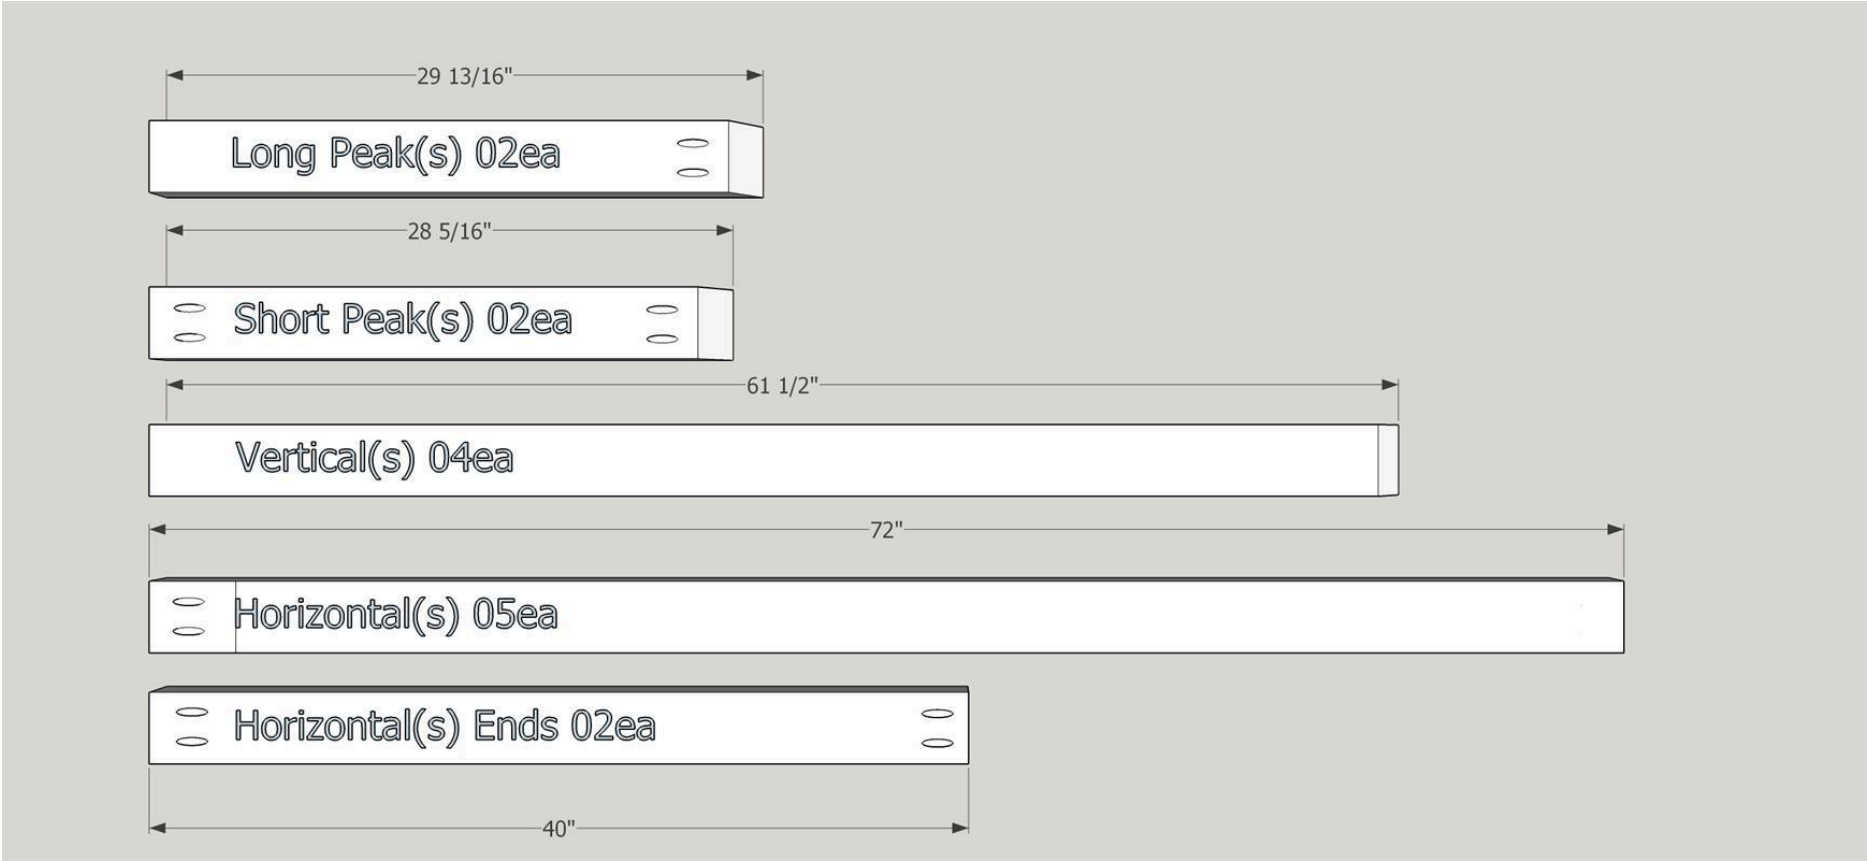 29 13/16"
Long Peak(s) 02ea
28 5/16"
Short Peak(s) 02ea
61 1/2"
Vertical(s) 04ea
72"
Horizontal(s) 05ea
Horizontal(s) Ends 02ea
40"